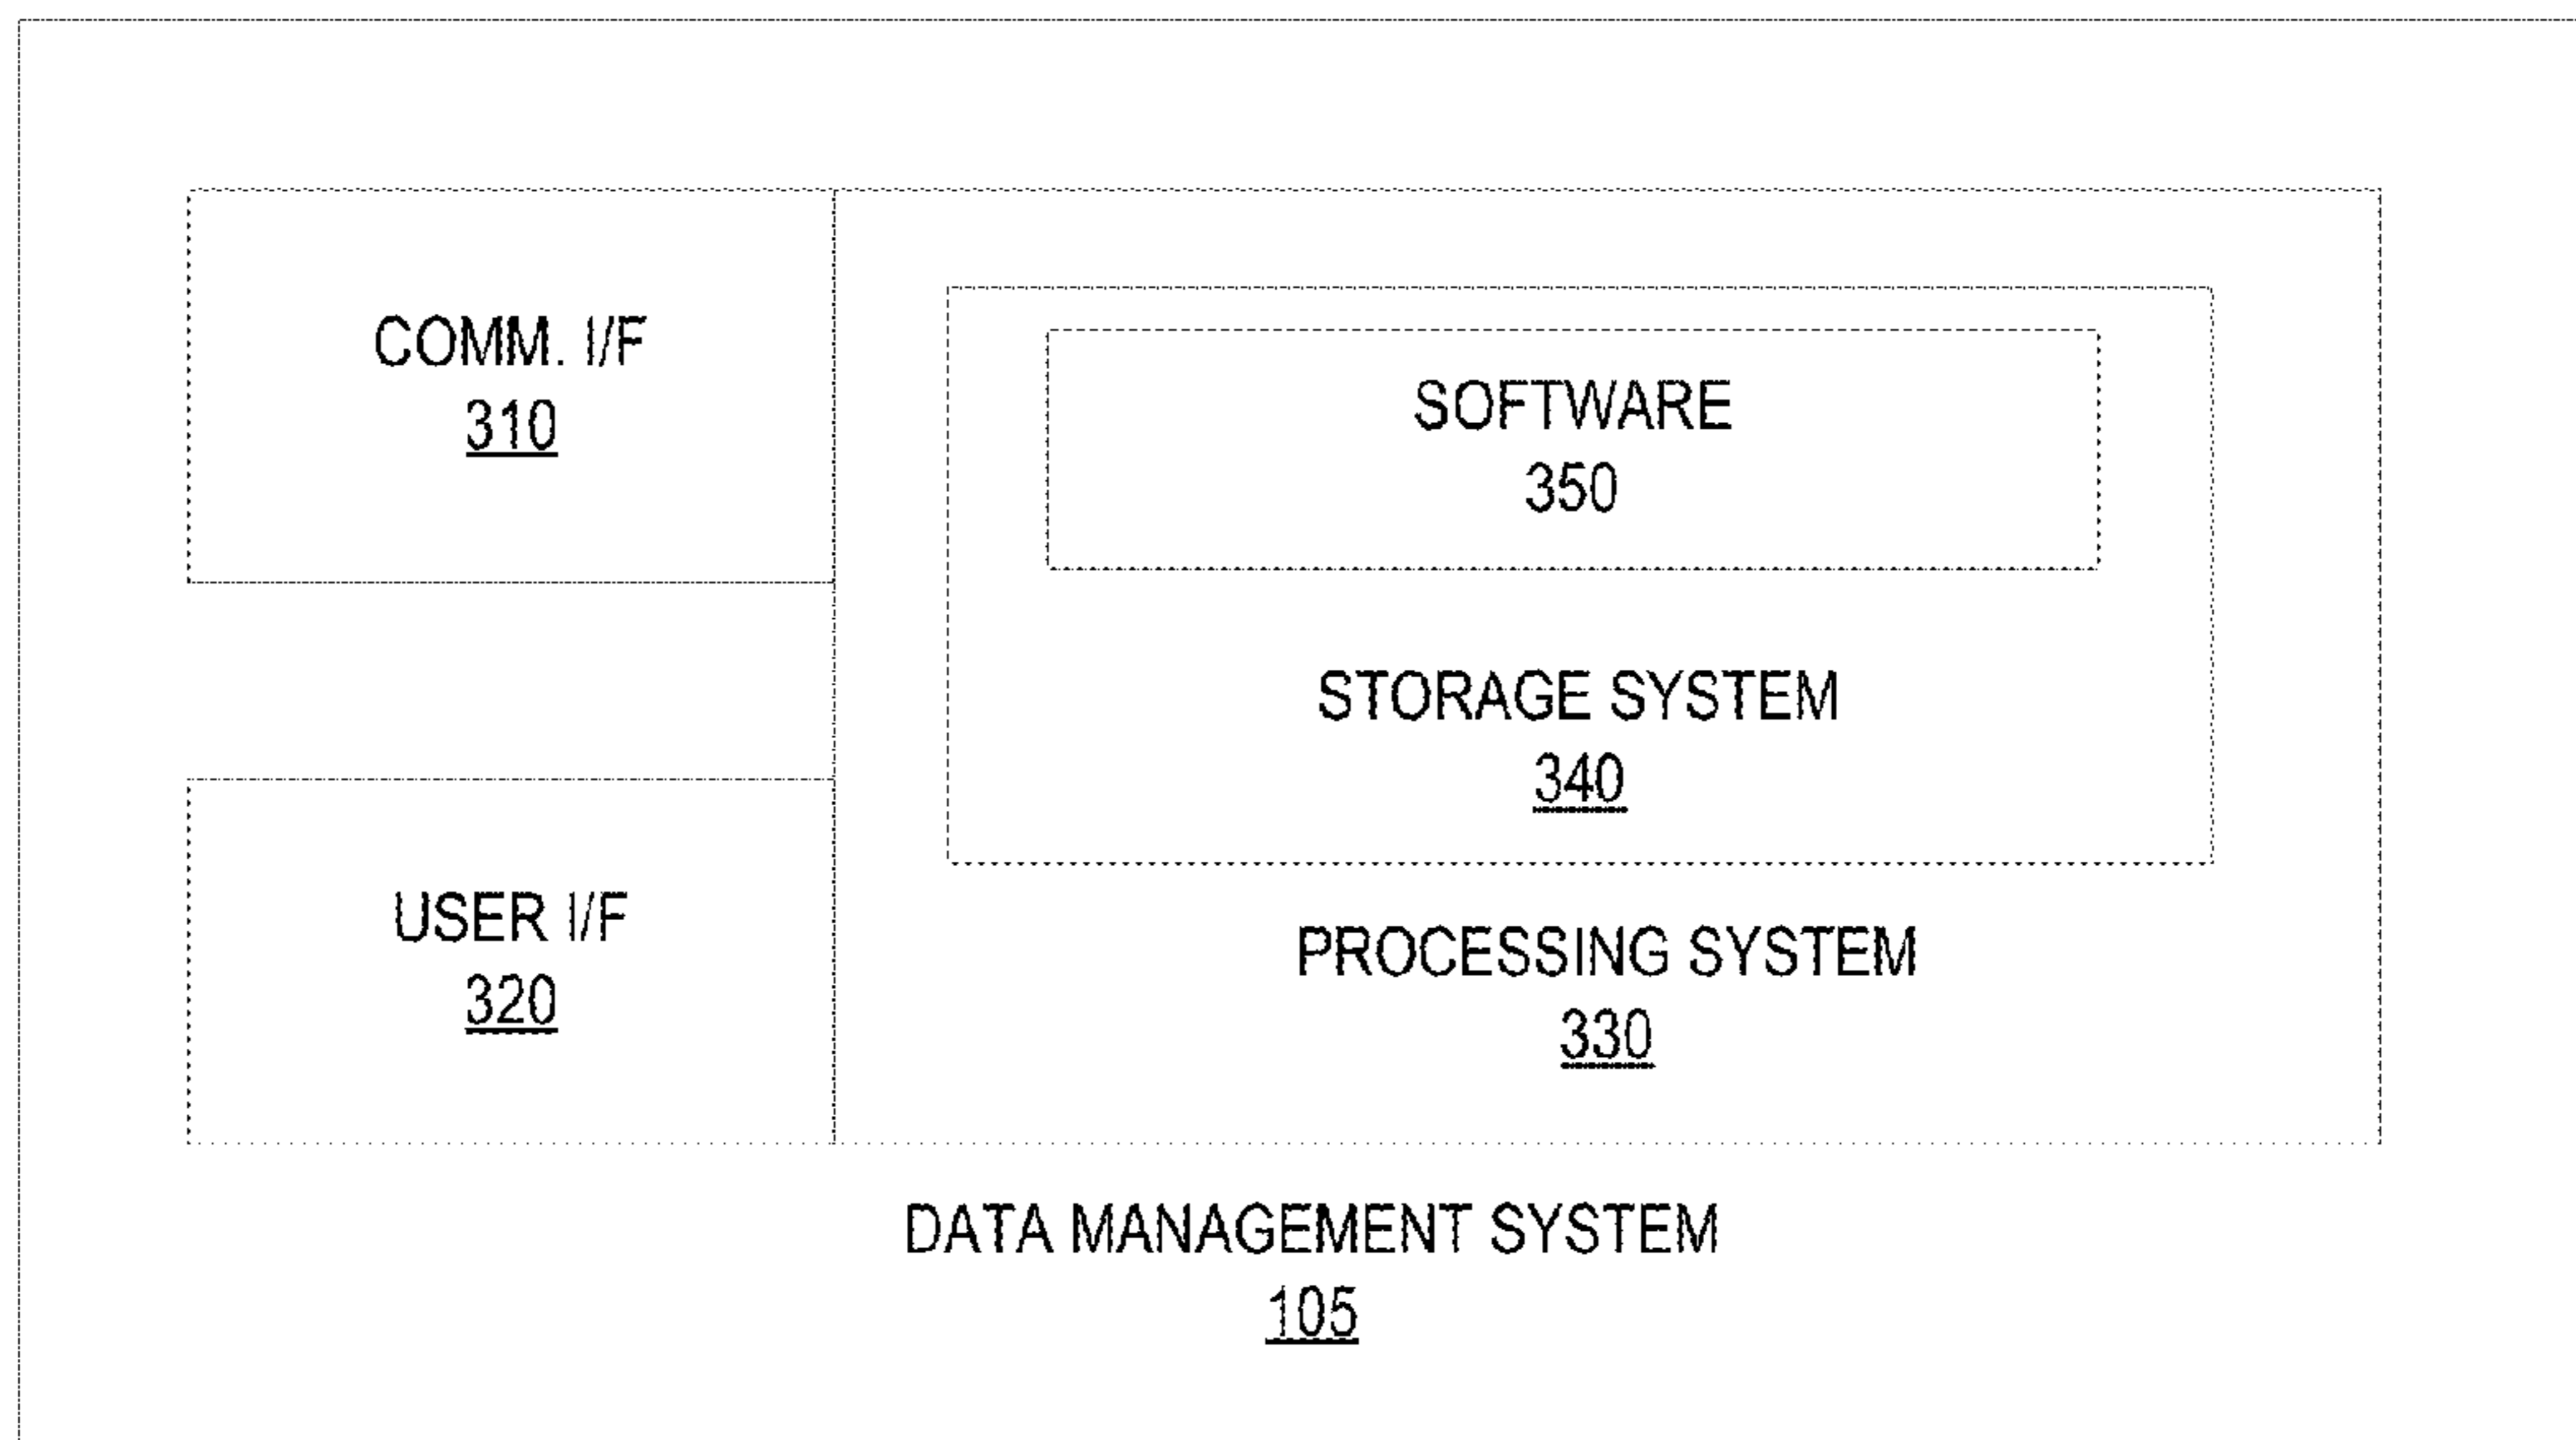 COMM. I/F
310
USER I/F
320
SOFTWARE
350
STORAGE SYSTEM
340
PROCESSING SYSTEM
330
DATA MANAGEMENT SYSTEM
105